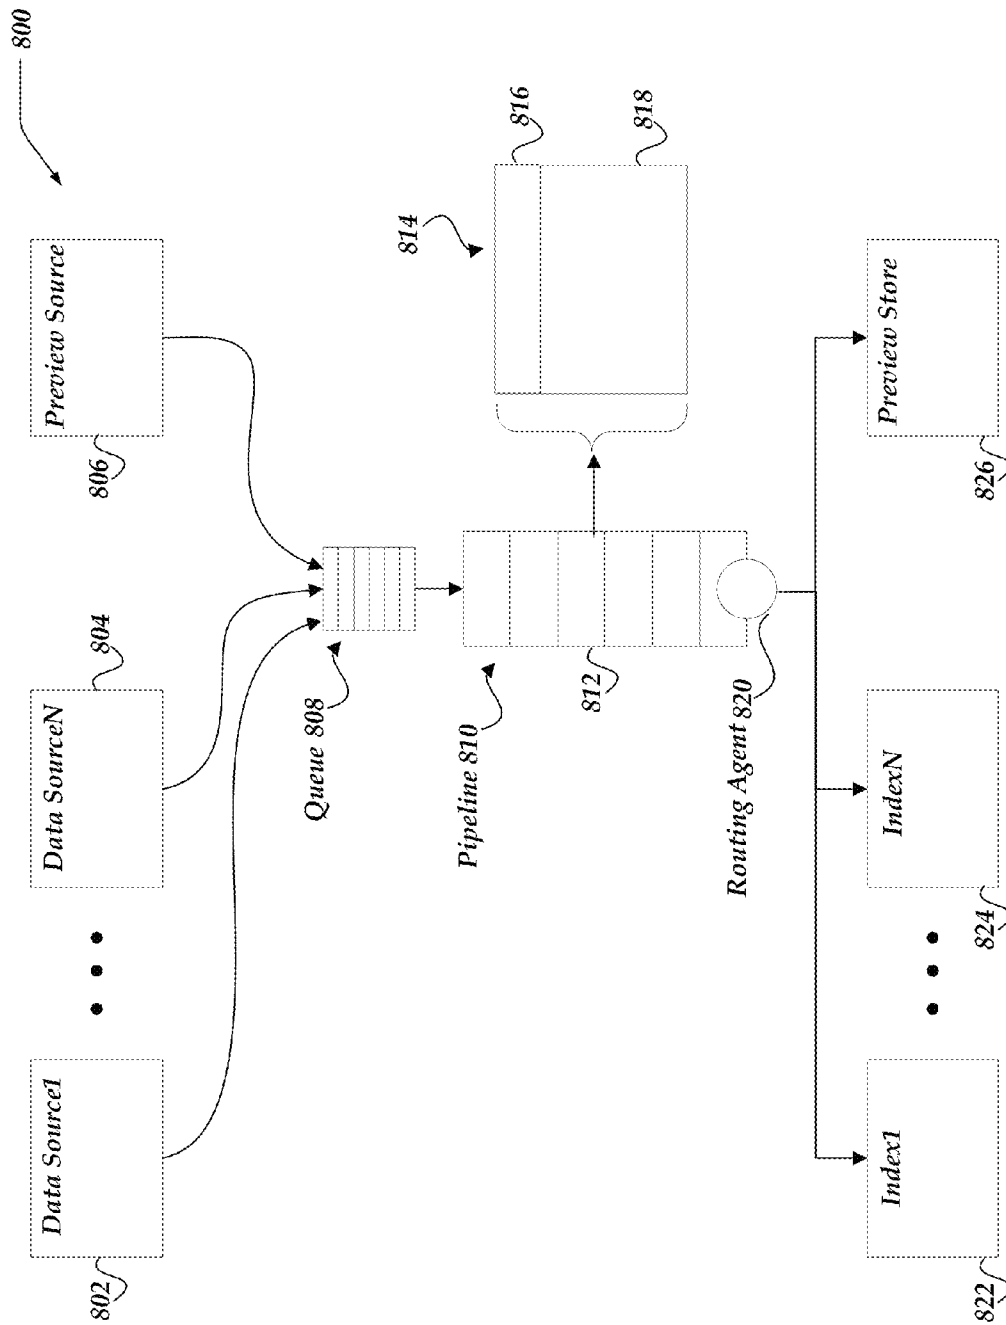 800
Data Source1
802
Data SourceN
804
Preview Source
806
Queue 808
Pipeline 810
812
814
816
818
Routing Agent 820
Index1
822
IndexN
824
Preview Store
826